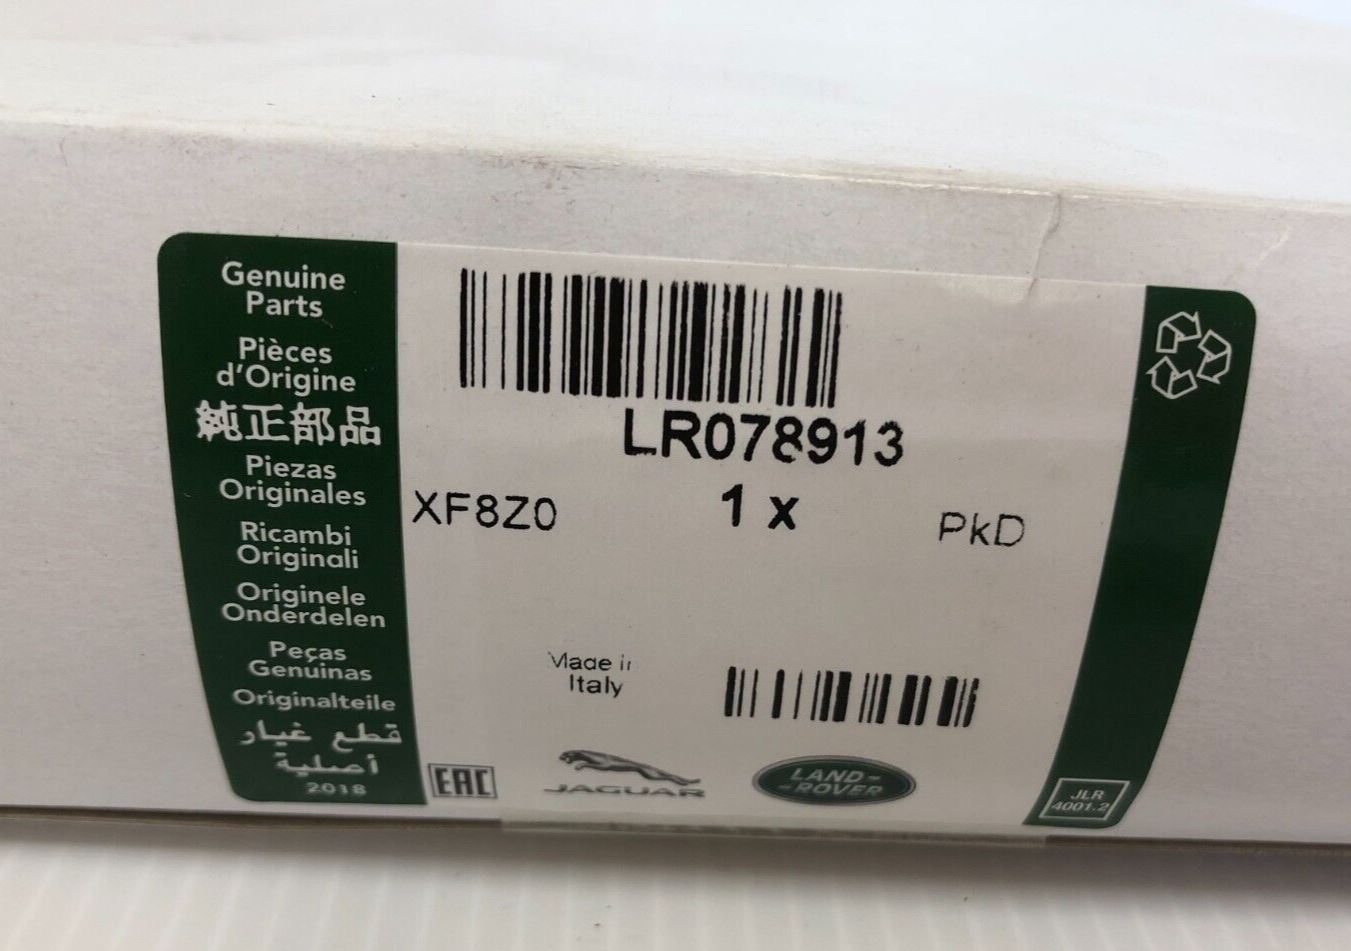 Genuine
Parts
Pièces
d'Origine
純正部品
Piezas
Originales
Ricambi
Originali
Originele
Onderdelen
Peças
Genuinas
Originalteile
قطع غيار
أصلية
2018
LR078913
XF8Z0
1 x
PkD
Made in
Italy
EAC
JAGUAR
LAND-
-ROVER
JLR
4001.2